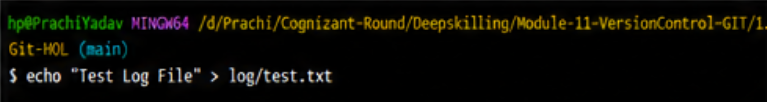 hp@PrachiYadav MINGW64 /d/Prachi/Cognizant-Round/Deepskilling/Module-11-VersionControl-GIT/1.
Git-HOL (main)
$ echo "Test Log File" > log/test.txt